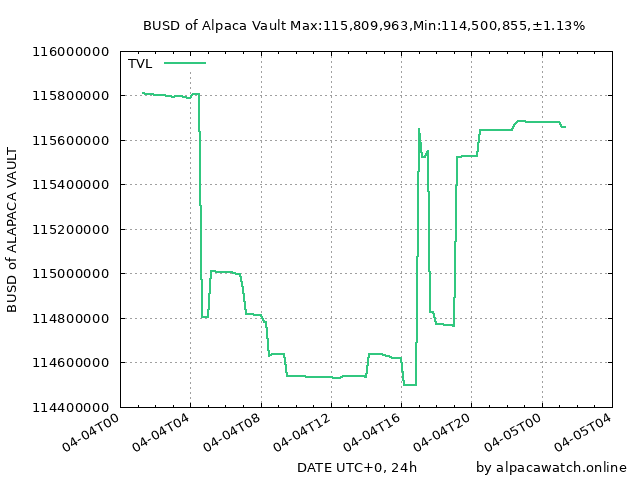 BUSD of Alpaca Vault Max:115,809,963,Min:114,500,855,±1.13%
116000000
TVL
115800000
115600000
115400000
115200000
115000000
114800000
114600000
114400000
BUSD of ALAPACA VAULT
04-04T00
04-04T04
04-04T08
04-04T12
04-04T16
04-04T20
04-05T00
04-05T04
DATE UTC+0, 24h
by alpacawatch.online